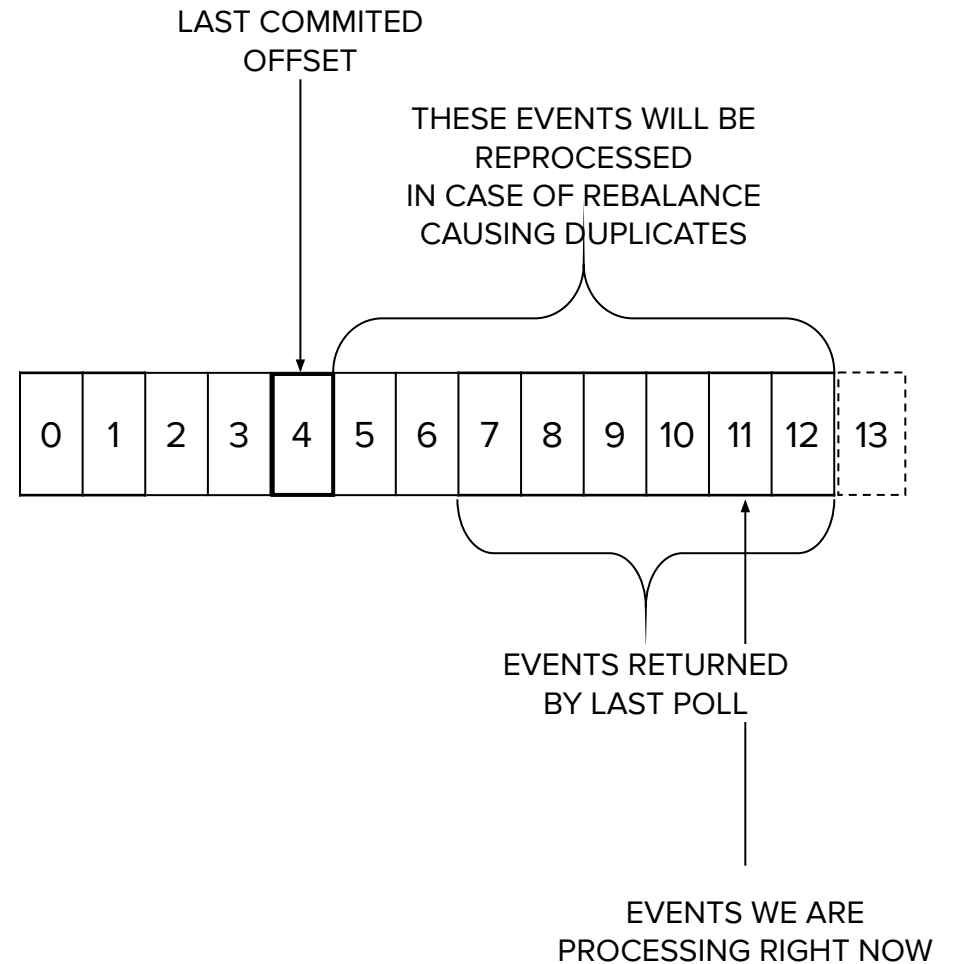 LAST COMMITED
OFFSET
THESE EVENTS WILL BE
REPROCESSED
IN CASE OF REBALANCE
CAUSING DUPLICATES
0 1 2 3 4 5 6 7 8 9 10 11 12 13
EVENTS RETURNED
BY LAST POLL
EVENTS WE ARE
PROCESSING RIGHT NOW